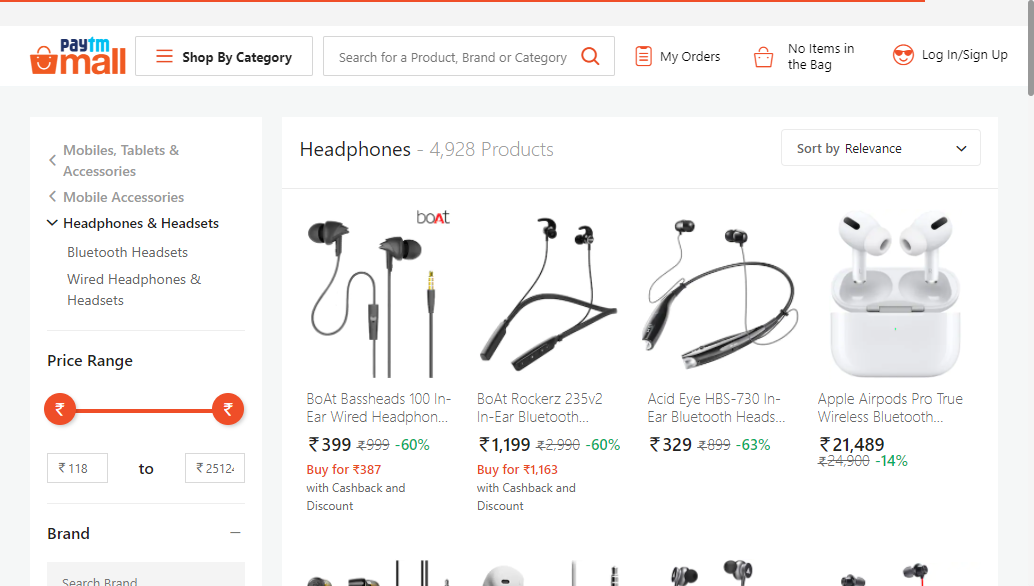 paytm
mall
Shop By Category
Search for a Product, Brand or Category
My Orders
No Items in
the Bag
Log In/Sign Up
Mobiles, Tablets &
Accessories
Mobile Accessories
Headphones & Headsets
Bluetooth Headsets
Wired Headphones &
Headsets
Price Range
₹ ₹
₹ 118 to ₹ 2512
Brand
Search Brand
Headphones - 4,928 Products
Sort by Relevance
boAt
BoAt Bassheads 100 In-
Ear Wired Headphon...
₹399 ₹999 -60%
Buy for ₹387
with Cashback and
Discount
BoAt Rockerz 235v2
In-Ear Bluetooth...
₹1,199 ₹2,990 -60%
Buy for ₹1,163
with Cashback and
Discount
Acid Eye HBS-730 In-
Ear Bluetooth Heads...
₹329 ₹899 -63%
Apple Airpods Pro True
Wireless Bluetooth...
₹21,489
₹24,900 -14%